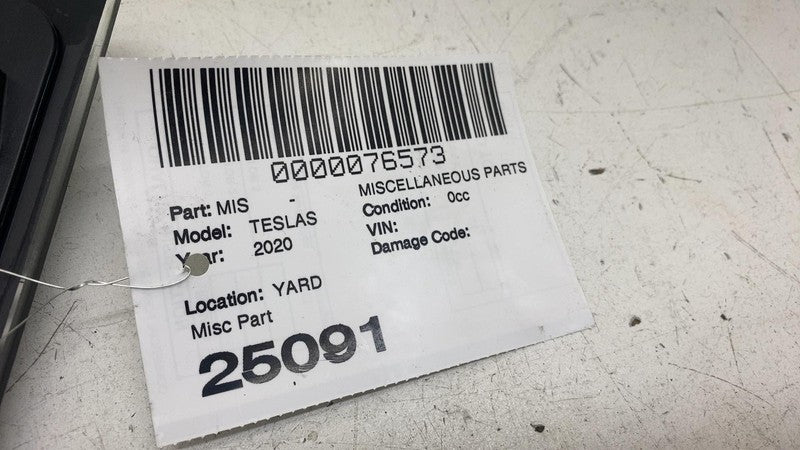 0000076573
Part: MIS - MISCELLANEOUS PARTS
Model: TESLAS Condition: 0cc
Year: 2020 VIN:
Damage Code:
Location: YARD
Misc Part
25091